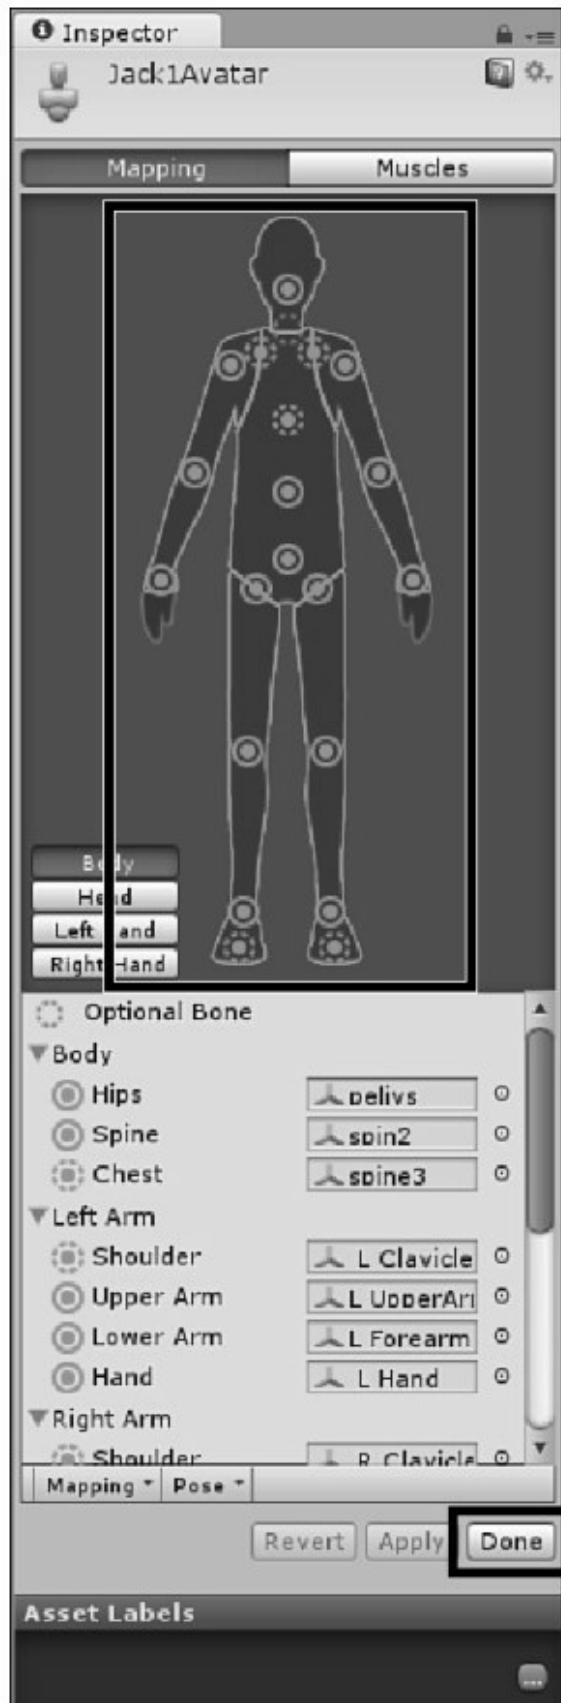 Inspector
Jack1Avatar
Mapping Muscles
Body
Head
Left Hand
Right Hand
Optional Bone
Body
Hips pelivs
Spine spin2
Chest spine3
Left Arm
Shoulder L Clavicle
Upper Arm L UpperAr
Lower Arm L Forearm
Hand L Hand
Right Arm
Shoulder R Clavicle
Mapping Pose
Revert Apply Done
Asset Labels